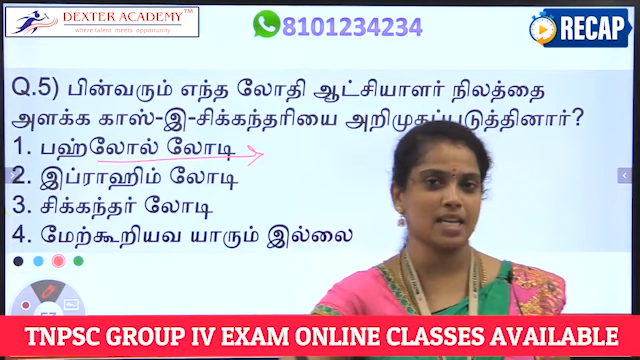 DEXTER ACADEMY™
where talent meets opportunity
8101234234
RECAP
Q.5) பின்வரும் எந்த லோதி ஆட்சியாளர் நிலத்தை
அளக்க காஸ்-இ-சிக்கந்தரியை அறிமுகப்படுத்தினார்?
1. பஹ்லோல் லோடி
2. இப்ராஹிம் லோடி
3. சிக்கந்தர் லோடி
4. மேற்கூறியவ யாரும் இல்லை
TNPSC GROUP IV EXAM ONLINE CLASSES AVAILABLE